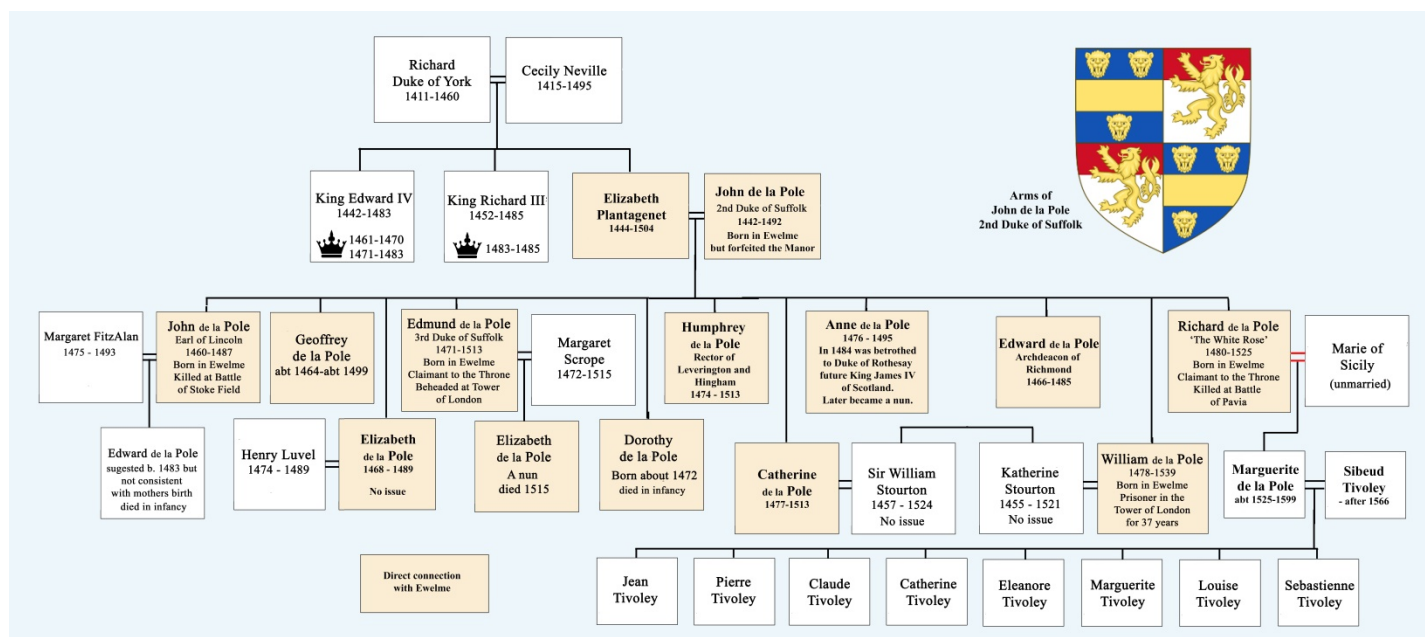 Richard
Duke of York
1411-1460
Cecily Neville
1415-1495
King Edward IV
1442-1483
1461-1470
1471-1483
King Richard III
1452-1485
1483-1485
Elizabeth
Plantagenet
1444-1504
John de la Pole
2nd Duke of Suffolk
1442-1492
Born in Ewelme
but forfeited the Manor
Arms of
John de la Pole
2nd Duke of Suffolk
Margaret FitzAlan
1475 - 1493
John de la Pole
Earl of Lincoln
1460-1487
Born in Ewelme
Killed at Battle
of Stoke Field
Geoffrey
de la Pole
abt 1464-abt 1499
Edmund de la Pole
3rd Duke of Suffolk
1471-1513
Born in Ewelme
Claimant to the Throne
Beheaded at Tower
of London
Margaret
Scrope
1472-1515
Humphrey
de la Pole
Rector of
Leverington and
Hingham
1474 - 1513
Anne de la Pole
1476 - 1495
In 1484 was betrothed
to Duke of Rothesay
future King James IV
of Scotland.
Later became a nun.
Edward de la Pole
Archdeacon of
Richmond
1466-1485
Richard de la Pole
'The White Rose'
1480-1525
Born in Ewelme
Claimant to the Throne
Killed at Battle
of Pavia
Marie of
Sicily
(unmarried)
Edward de la Pole
sugested b. 1483 but
not consistent
with mothers birth
died in infancy
Henry Luvel
1474 - 1489
Elizabeth
de la Pole
1468 - 1489
No issue
Elizabeth
de la Pole
A nun
died 1515
Dorothy
de la Pole
Born about 1472
died in infancy
Catherine
de la Pole
1477-1513
Sir William
Stourton
1457 - 1524
No issue
Katherine
Stourton
1455 - 1521
No issue
William de la Pole
1478-1539
Born in Ewelme
Prisoner in the
Tower of London
for 37 years
Marguerite
de la Pole
abt 1525-1599
Sibeud
Tivoley
- after 1566
Direct connection
with Ewelme
Jean
Tivoley
Pierre
Tivoley
Claude
Tivoley
Catherine
Tivoley
Eleanore
Tivoley
Marguerite
Tivoley
Louise
Tivoley
Sebastienne
Tivoley